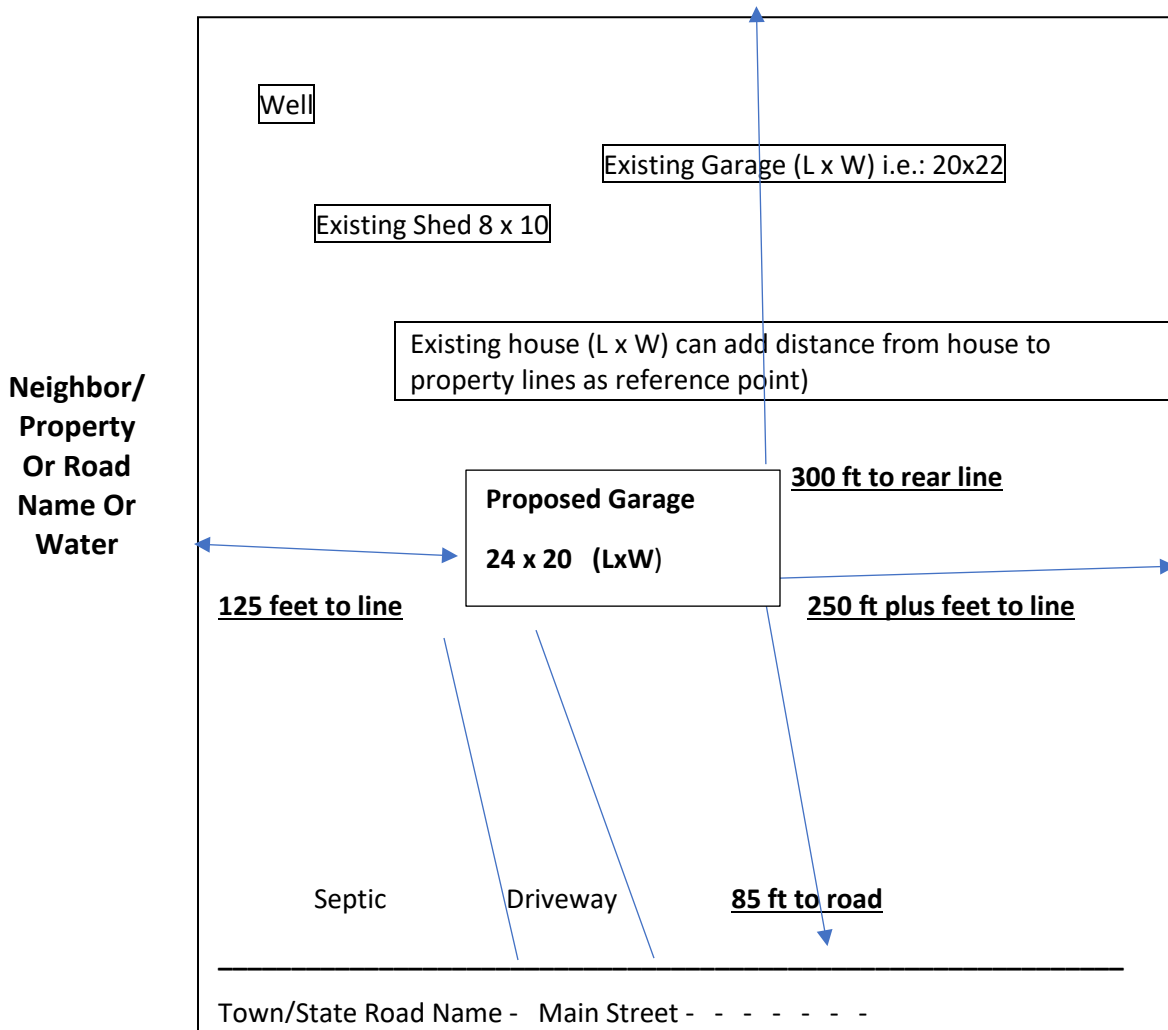 Well
Existing Garage (L x W) i.e.: 20x22
Existing Shed 8 x 10
Existing house (L x W) can add distance from house to
property lines as reference point)
Neighbor/
Property
Or Road
Name Or
Water
300 ft to rear line
Proposed Garage
24 x 20 (LxW)
125 feet to line
250 ft plus feet to line
Septic
Driveway
85 ft to road
Town/State Road Name - Main Street - - - - - - -